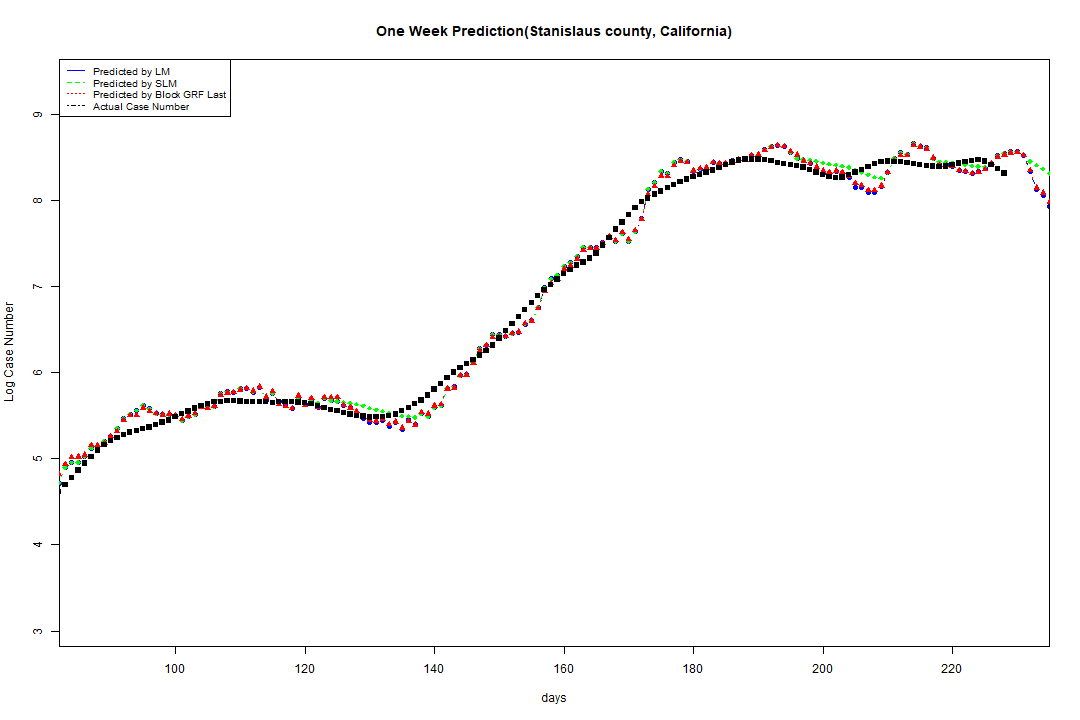 One Week Prediction(Stanislaus county, California)
Predicted by LM
Predicted by SLM
Predicted by Block GRF Last
Actual Case Number
Log Case Number
9
8
7
6
5
4
3
100 120 140 160 180 200 220
days